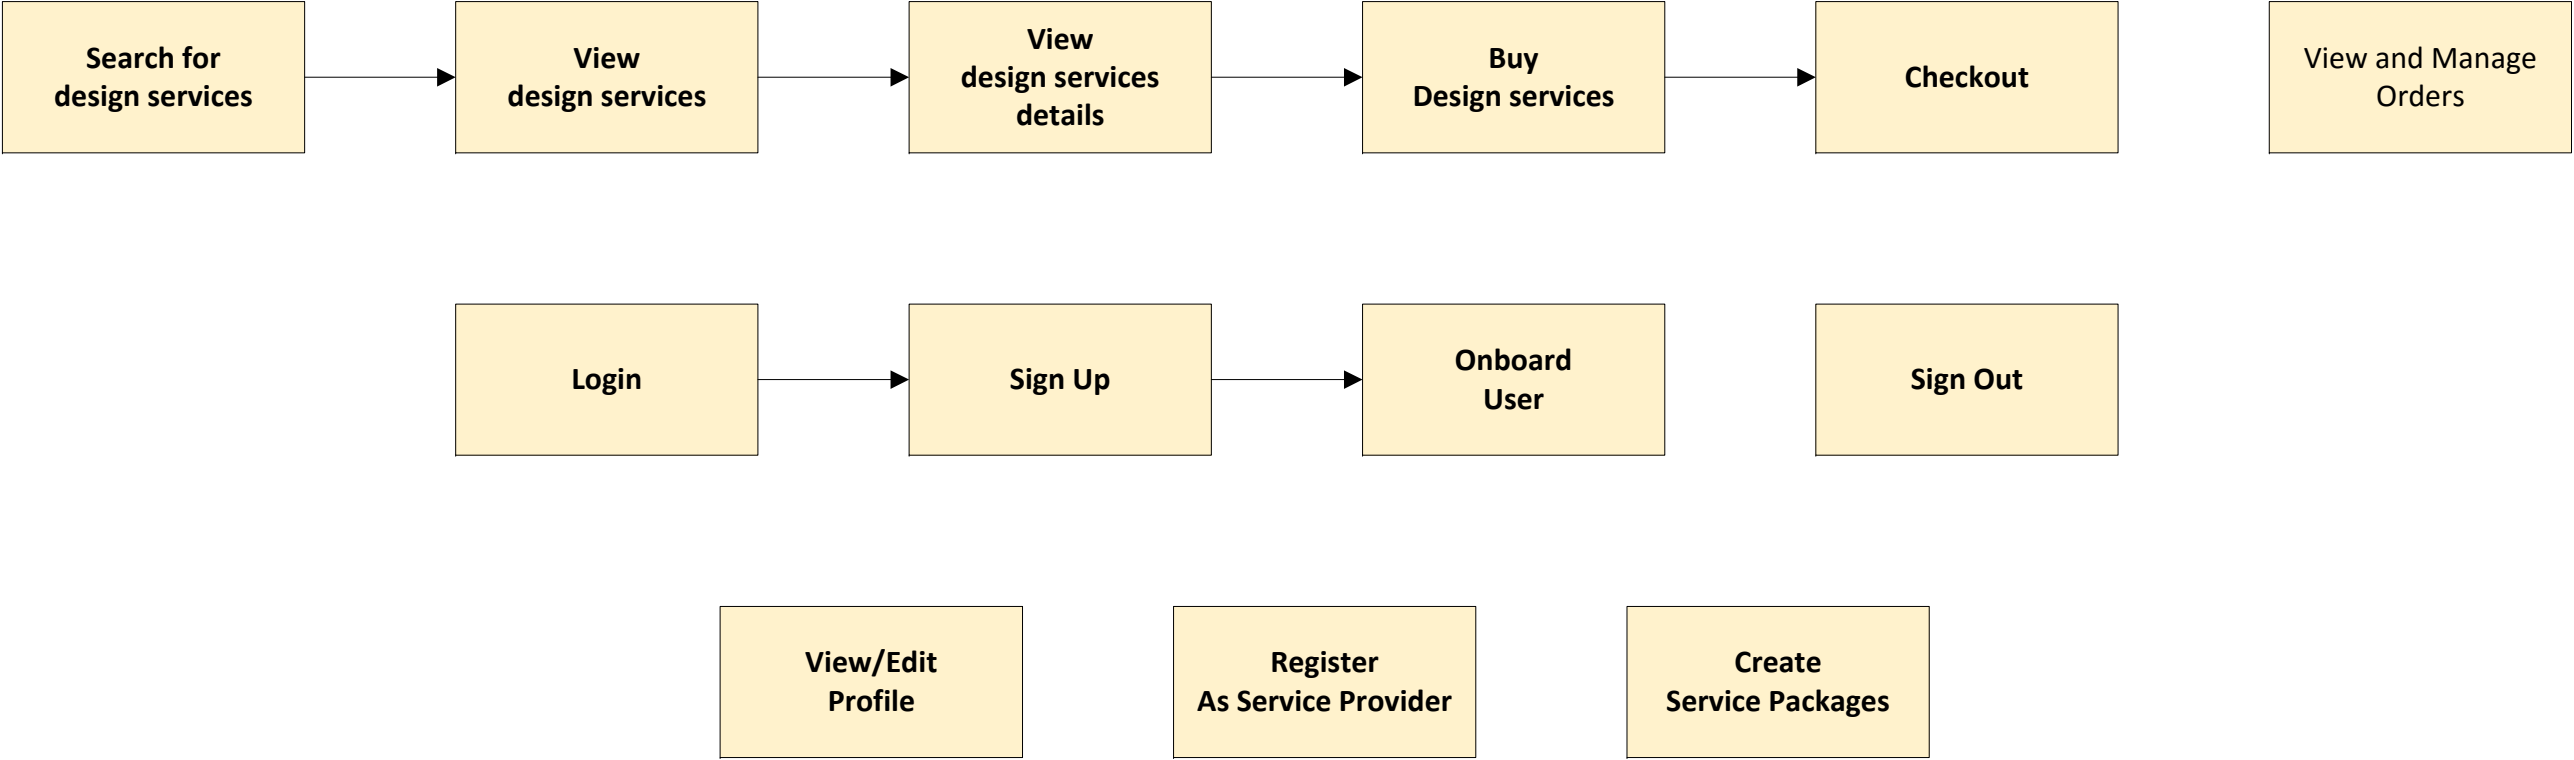 Search for
design services
View
design services
View
design services
details
Buy
Design services
Checkout
View and Manage
Orders
Login
Sign Up
Onboard
User
Sign Out
View/Edit
Profile
Register
As Service Provider
Create
Service Packages